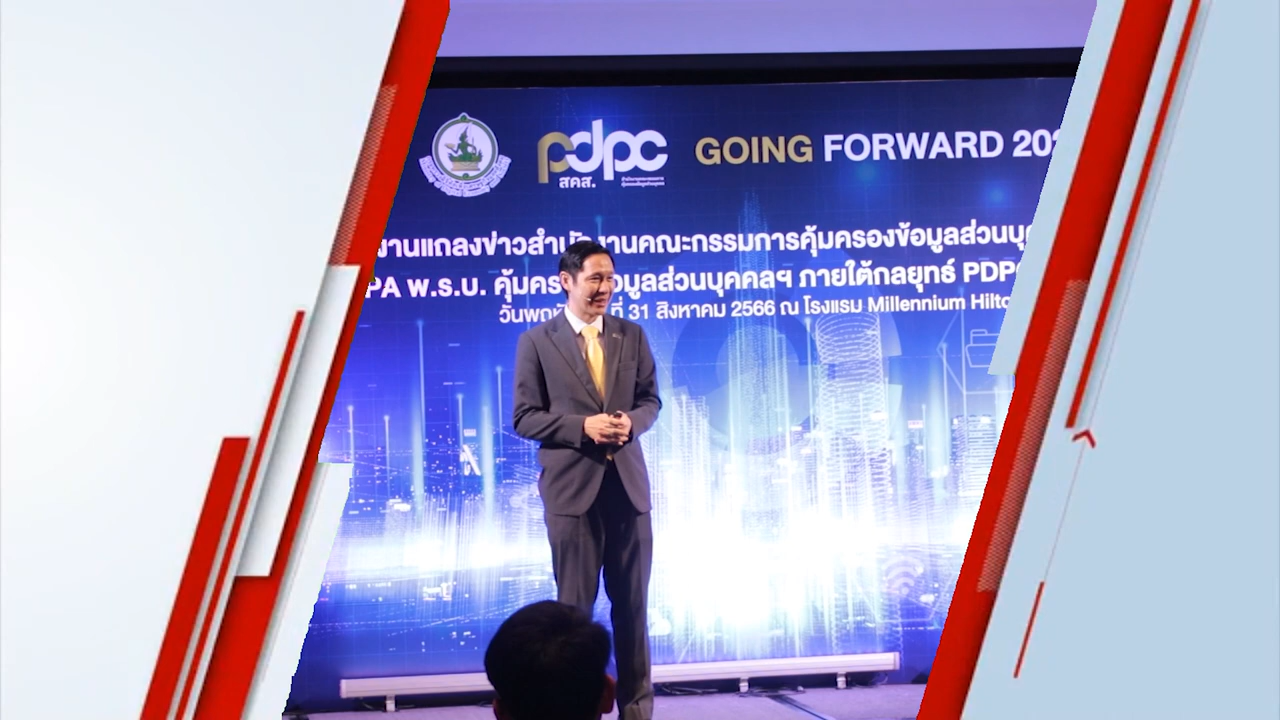 pdpc
สคส.
GOING FORWARD 202
งานแถลงข่าวสำนักงานคณะกรรมการคุ้มครองข้อมูลส่วนบุ
PA พ.ร.บ. คุ้มคร ข้อมูลส่วนบุคคลฯ ภายใต้กลยุทธ์ PDP
วันพฤหั ที่ 31 สิงหาคม 2566 ณ โรงแรม Millennium Hilto